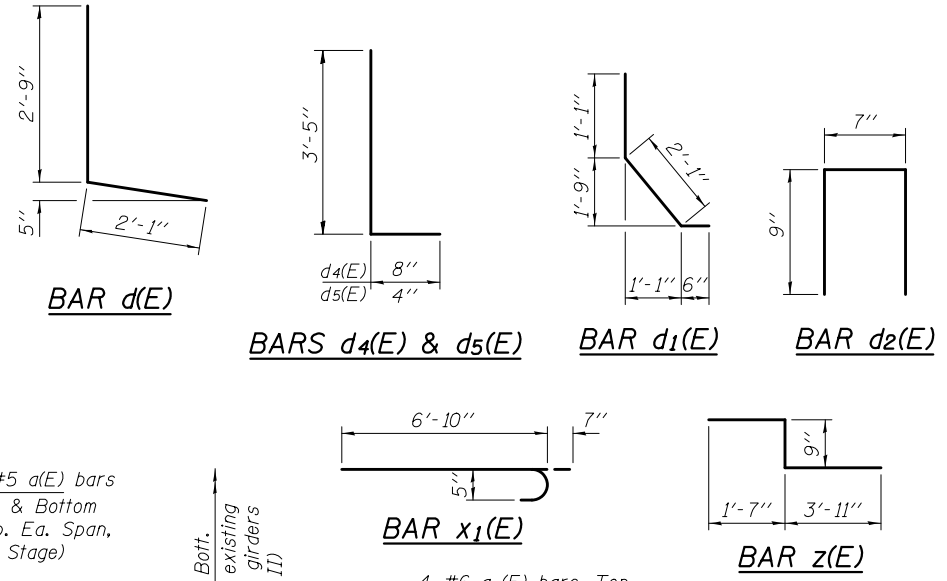 2'-9"
5"
2'-1"
BAR d(E)
3'-5"
d4(E) 8"
d5(E) 4"
BARS d4(E) & d5(E)
1'-1"
1'-9"
2'-1"
1'-1" 6"
BAR d1(E)
7"
9"
BAR d2(E)
#5 a(E) bars
& Bottom
. Ea. Span,
Stage)
Bott.
existing
girders
II)
6'-10" 7"
5"
BAR x1(E)
9"
1'-7" 3'-11"
BAR z(E)